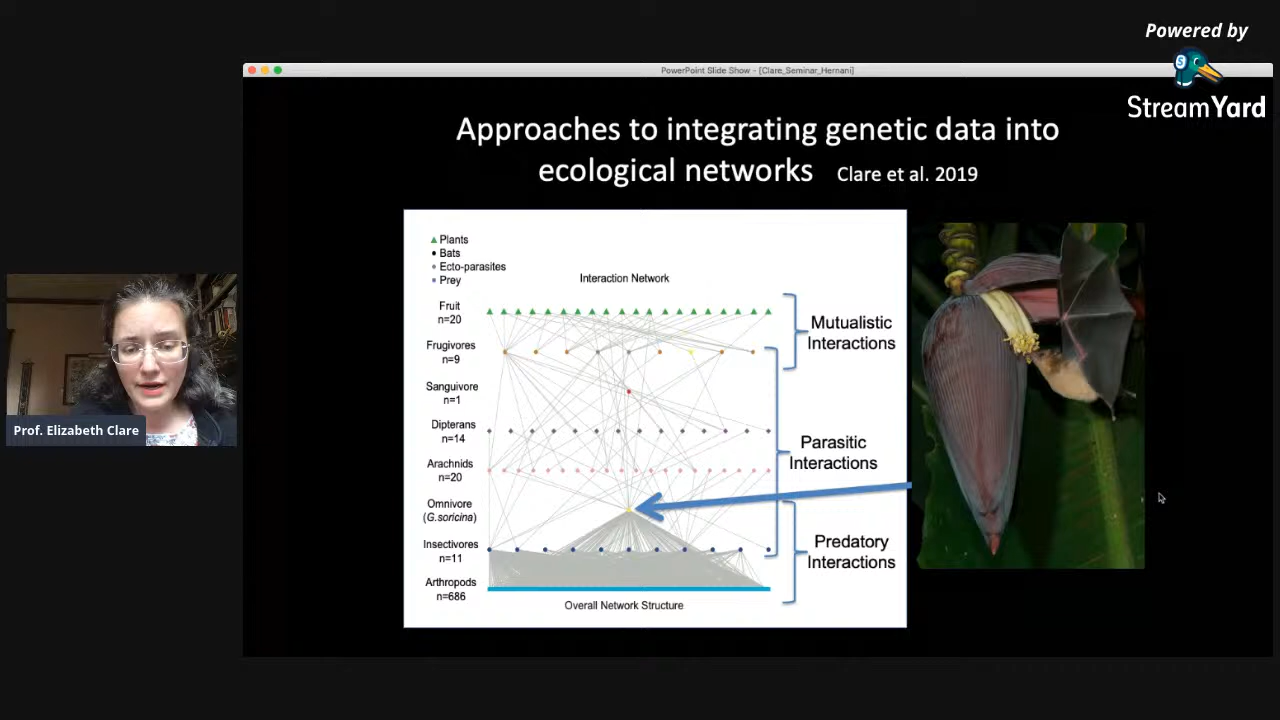 Powered by
StreamYard
PowerPoint Slide Show - [Clare_Seminar_Hernani]
Approaches to integrating genetic data into
ecological networks Clare et al. 2019
Plants
Bats
Ecto-parasites
Prey
Interaction Network
Fruit
n=20
Frugivores
n=9
Sanguivore
n=1
Dipterans
n=14
Arachnids
n=20
Omnivore
(G.soricina)
Insectivores
n=11
Arthropods
n=686
Overall Network Structure
Mutualistic
Interactions
Parasitic
Interactions
Predatory
Interactions
Prof. Elizabeth Clare